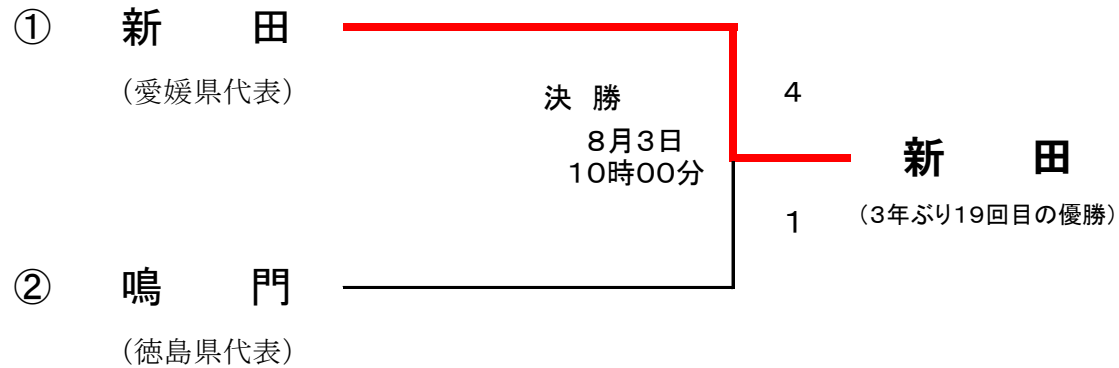 ① 新 田
（愛媛県代表）
決 勝
8月3日
10時00分
4
新 田
（3年ぶり19回目の優勝）
1
② 鳴 門
（徳島県代表）